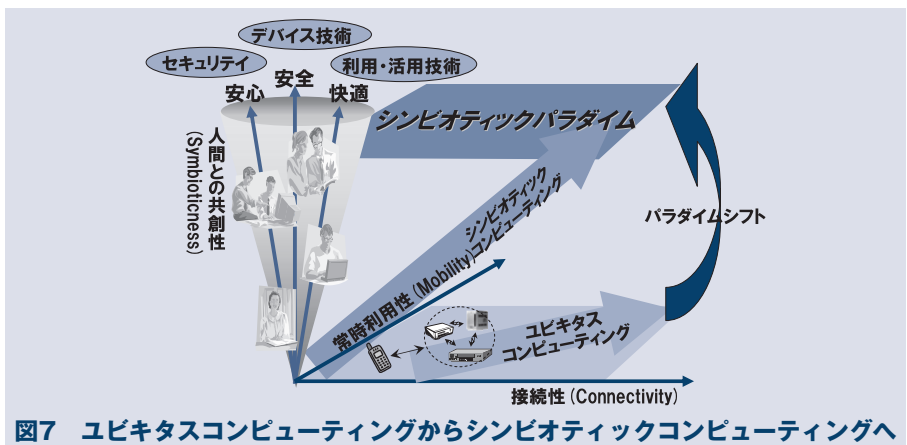 デバイス技術
セキュリティ
利用・活用技術
安心
安全
快適
人間との共創性
(Symbioticness)
シンビオティックパラダイム
シンビオティック
コンピューティング
常時利用性(Mobility)
パラダイムシフト
ユビキタス
コンピューティング
接続性(Connectivity)
図7 ユビキタスコンピューティングからシンビオティックコンピューティングへ